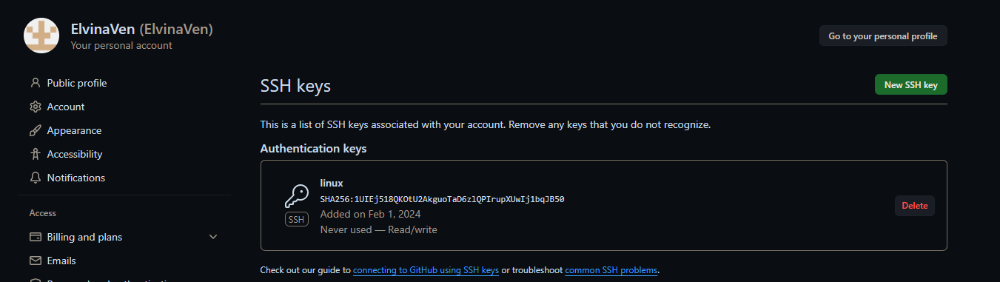 ElvinaVen (ElvinaVen)
Your personal account
Go to your personal profile
Public profile
Account
Appearance
Accessibility
Notifications
Access
Billing and plans
Emails
SSH keys
New SSH key
This is a list of SSH keys associated with your account. Remove any keys that you do not recognize.
Authentication keys
linux
SHA256:1UIEj518QKOtU2AkguoTaD6zlQPIrupXUwIj1bqJB50
Added on Feb 1, 2024
Never used — Read/write
SSH
Delete
Check out our guide to connecting to GitHub using SSH keys or troubleshoot common SSH problems.